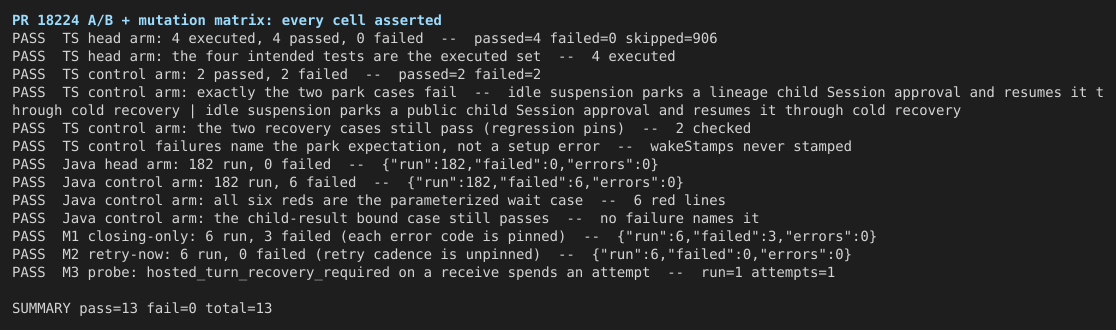 PR 18224 A/B + mutation matrix: every cell asserted
PASS  TS head arm: 4 executed, 4 passed, 0 failed  --  passed=4 failed=0 skipped=906
PASS  TS head arm: the four intended tests are the executed set  --  4 executed
PASS  TS control arm: 2 passed, 2 failed  --  passed=2 failed=2
PASS  TS control arm: exactly the two park cases fail  --  idle suspension parks a lineage child Session approval and resumes it t
hrough cold recovery | idle suspension parks a public child Session approval and resumes it through cold recovery
PASS  TS control arm: the two recovery cases still pass (regression pins)  --  2 checked
PASS  TS control failures name the park expectation, not a setup error  --  wakeStamps never stamped
PASS  Java head arm: 182 run, 0 failed  --  {"run":182,"failed":0,"errors":0}
PASS  Java control arm: 182 run, 6 failed  --  {"run":182,"failed":6,"errors":0}
PASS  Java control arm: all six reds are the parameterized wait case  --  6 red lines
PASS  Java control arm: the child-result bound case still passes  --  no failure names it
PASS  M1 closing-only: 6 run, 3 failed (each error code is pinned)  --  {"run":6,"failed":3,"errors":0}
PASS  M2 retry-now: 6 run, 0 failed (retry cadence is unpinned)  --  {"run":6,"failed":0,"errors":0}
PASS  M3 probe: hosted_turn_recovery_required on a receive spends an attempt  --  run=1 attempts=1
SUMMARY pass=13 fail=0 total=13